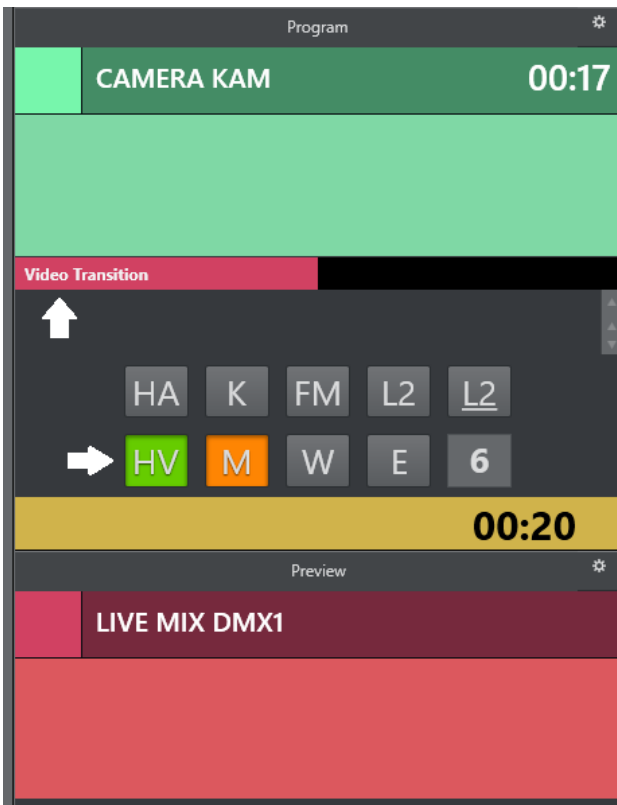 Program
CAMERA KAM 00:17
Video Transition
HA K FM L2 L2
HV M W E 6
00:20
Preview
LIVE MIX DMX1